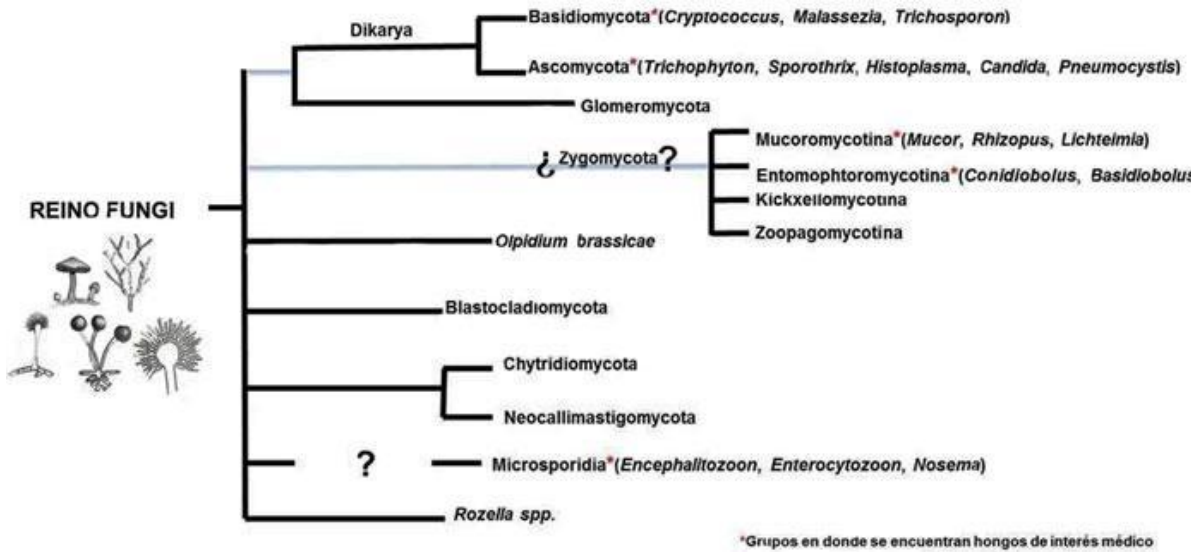 Basidiomycota*(Cryptococcus, Malassezia, Trichosporon)
Dikarya
Ascomycota*(Trichophyton, Sporothrix, Histoplasma, Candida, Pneumocystis)
Glomeromycota
Mucoromycotina*(Mucor, Rhizopus, Lichteimia)
¿Zygomycota?
Entomophtoromycotina*(Conidiobolus, Basidiobolus
Kickxellomycotina
REINO FUNGI
Zoopagomycotina
Olpidium brassicae
Blastocladiomycota
Chytridiomycota
Neocallimastigomycota
?
Microsporidia*(Encephalitozoon, Enterocytozoon, Nosema)
Rozella spp.
*Grupos en donde se encuentran hongos de interés médico